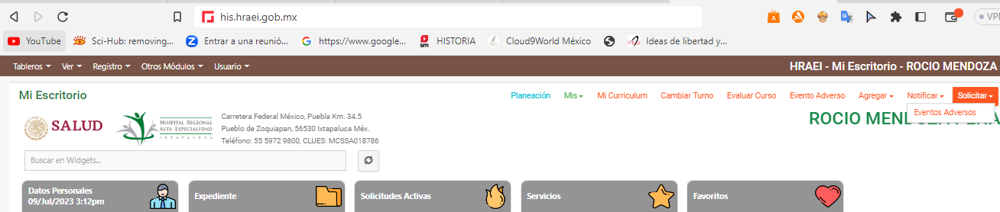 his.hraei.gob.mx
VPN
YouTube Sci-Hub: removing... Entrar a una reunió... https://www.google... HISTORIA Cloud9World México Ideas de libertad y...
Tableros Ver Registro Otros Módulos Usuario HRAEI - Mi Escritorio - ROCIO MENDOZA
Mi Escritorio Planeación Mis Mi Curriculum Cambiar Turno Evaluar Curso Evento Adverso Agregar Notificar Solicitar
Eventos Adversos
SALUD
HOSPITAL REGIONAL
ALTA ESPECIALIDAD
IXTAPALUCA
Carretera Federal México, Puebla Km. 34.5
Pueblo de Zoquiapan, 56530 Ixtapaluca Méx.
Teléfono: 55 5972 9800, CLUES: MCSSA018786
ROCIO
Buscar en Widgets...
Datos Personales
09/Jul/2023 3:12pm
Expediente
Solicitudes Activas
Servicios
Favoritos